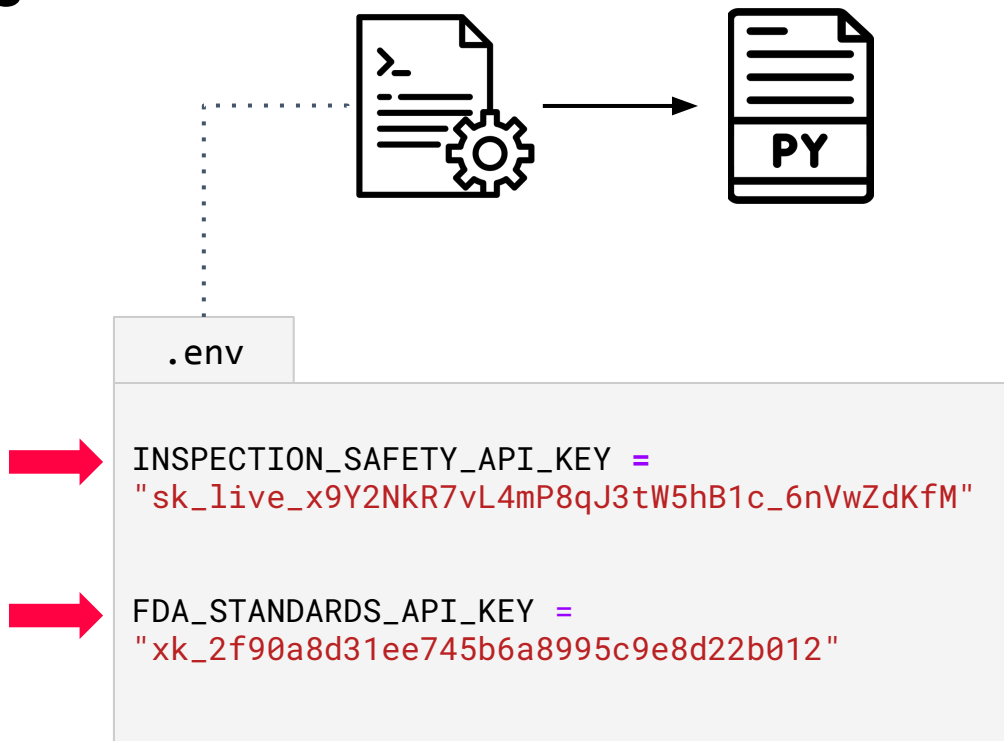 >_
PY
.env
INSPECTION_SAFETY_API_KEY =
"sk_live_x9Y2NkR7vL4mP8qJ3tW5hB1c_6nVwZdKfM"
FDA_STANDARDS_API_KEY =
"xk_2f90a8d31ee745b6a8995c9e8d22b012"